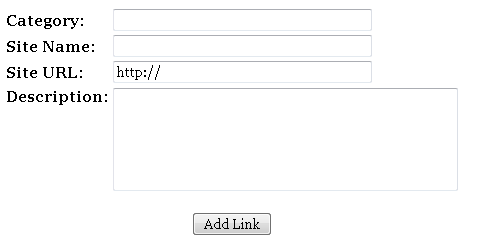 Category:
Site Name:
Site URL: http://
Description:
Add Link